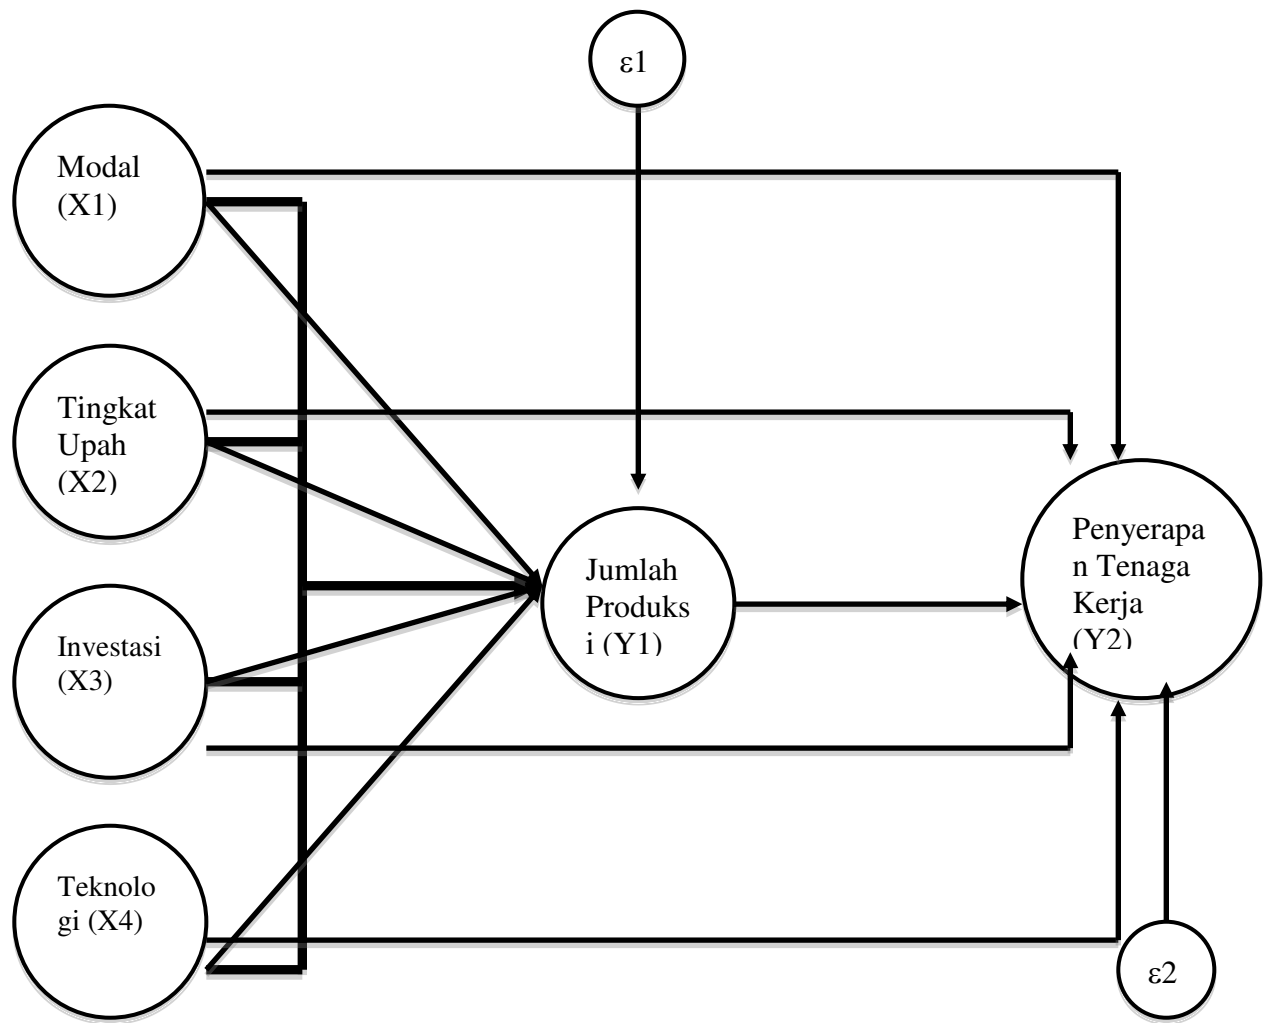 ε1
Modal
(X1)
Tingkat
Upah
(X2)
Investasi
(X3)
Teknolo
gi (X4)
Jumlah
Produks
i (Y1)
Penyerapa
n Tenaga
Kerja
(Y2)
ε2